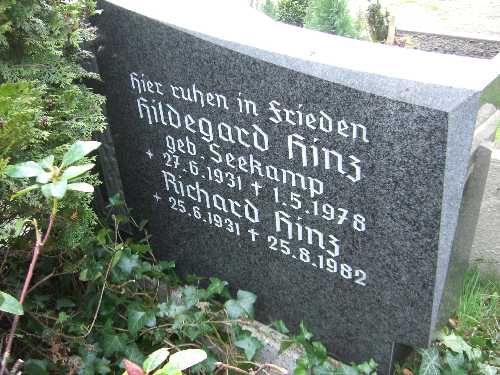 Hier ruhen in Frieden
Hildegard Hinz
geb. Seekamp
* 27.6.1931 + 1.5.1978
Richard Hinz
* 25.6.1931 + 25.8.1982